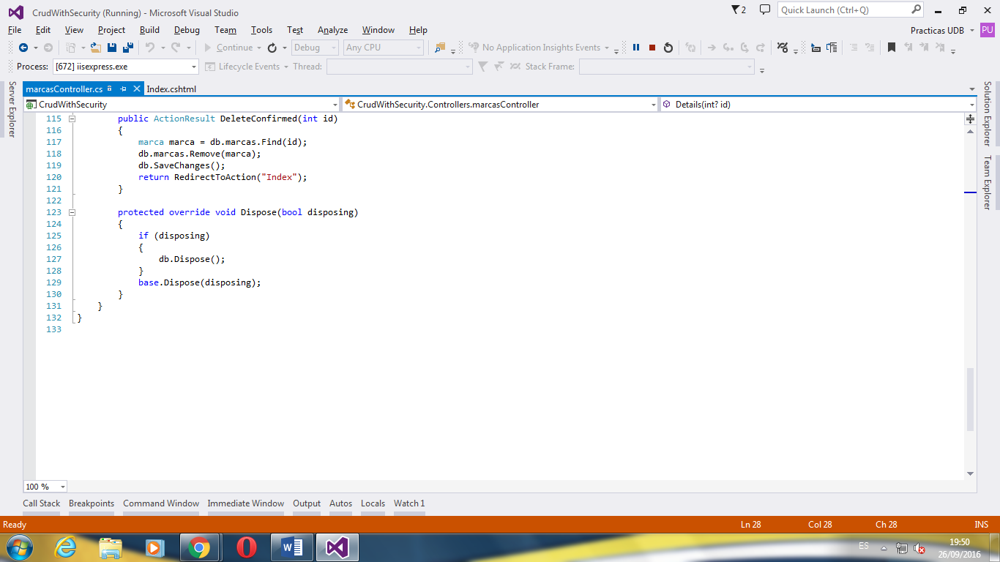 CrudWithSecurity (Running) - Microsoft Visual Studio
2
Quick Launch (Ctrl+Q)
File Edit View Project Build Debug Team Tools Test Analyze Window Help
Practicas UDB PU
Continue Debug Any CPU No Application Insights Events
Process: [672] iisexpress.exe Lifecycle Events Thread: Stack Frame:
marcasController.cs Index.cshtml
CrudWithSecurity CrudWithSecurity.Controllers.marcasController Details(int? id)
Server Explorer
Solution Explorer
Team Explorer
115 public ActionResult DeleteConfirmed(int id)
116 {
117 marca marca = db.marcas.Find(id);
118 db.marcas.Remove(marca);
119 db.SaveChanges();
120 return RedirectToAction("Index");
121 }
122
123 protected override void Dispose(bool disposing)
124 {
125 if (disposing)
126 {
127 db.Dispose();
128 }
129 base.Dispose(disposing);
130 }
131 }
132 }
133
100 %
Call Stack Breakpoints Command Window Immediate Window Output Autos Locals Watch 1
Ready Ln 28 Col 28 Ch 28 INS
ES
19:50
26/09/2016